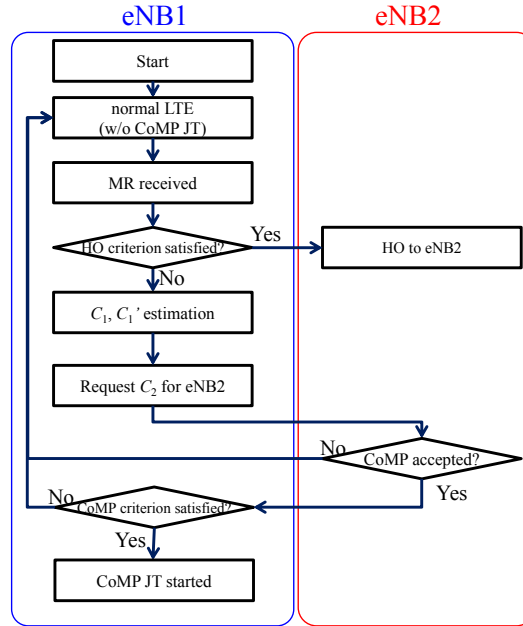 eNB1
eNB2
Start
normal LTE
(w/o CoMP JT)
MR received
HO criterion satisfied?
Yes
HO to eNB2
No
C₁, C₁’ estimation
Request C₂ for eNB2
No
CoMP accepted?
Yes
No
CoMP criterion satisfied?
Yes
CoMP JT started